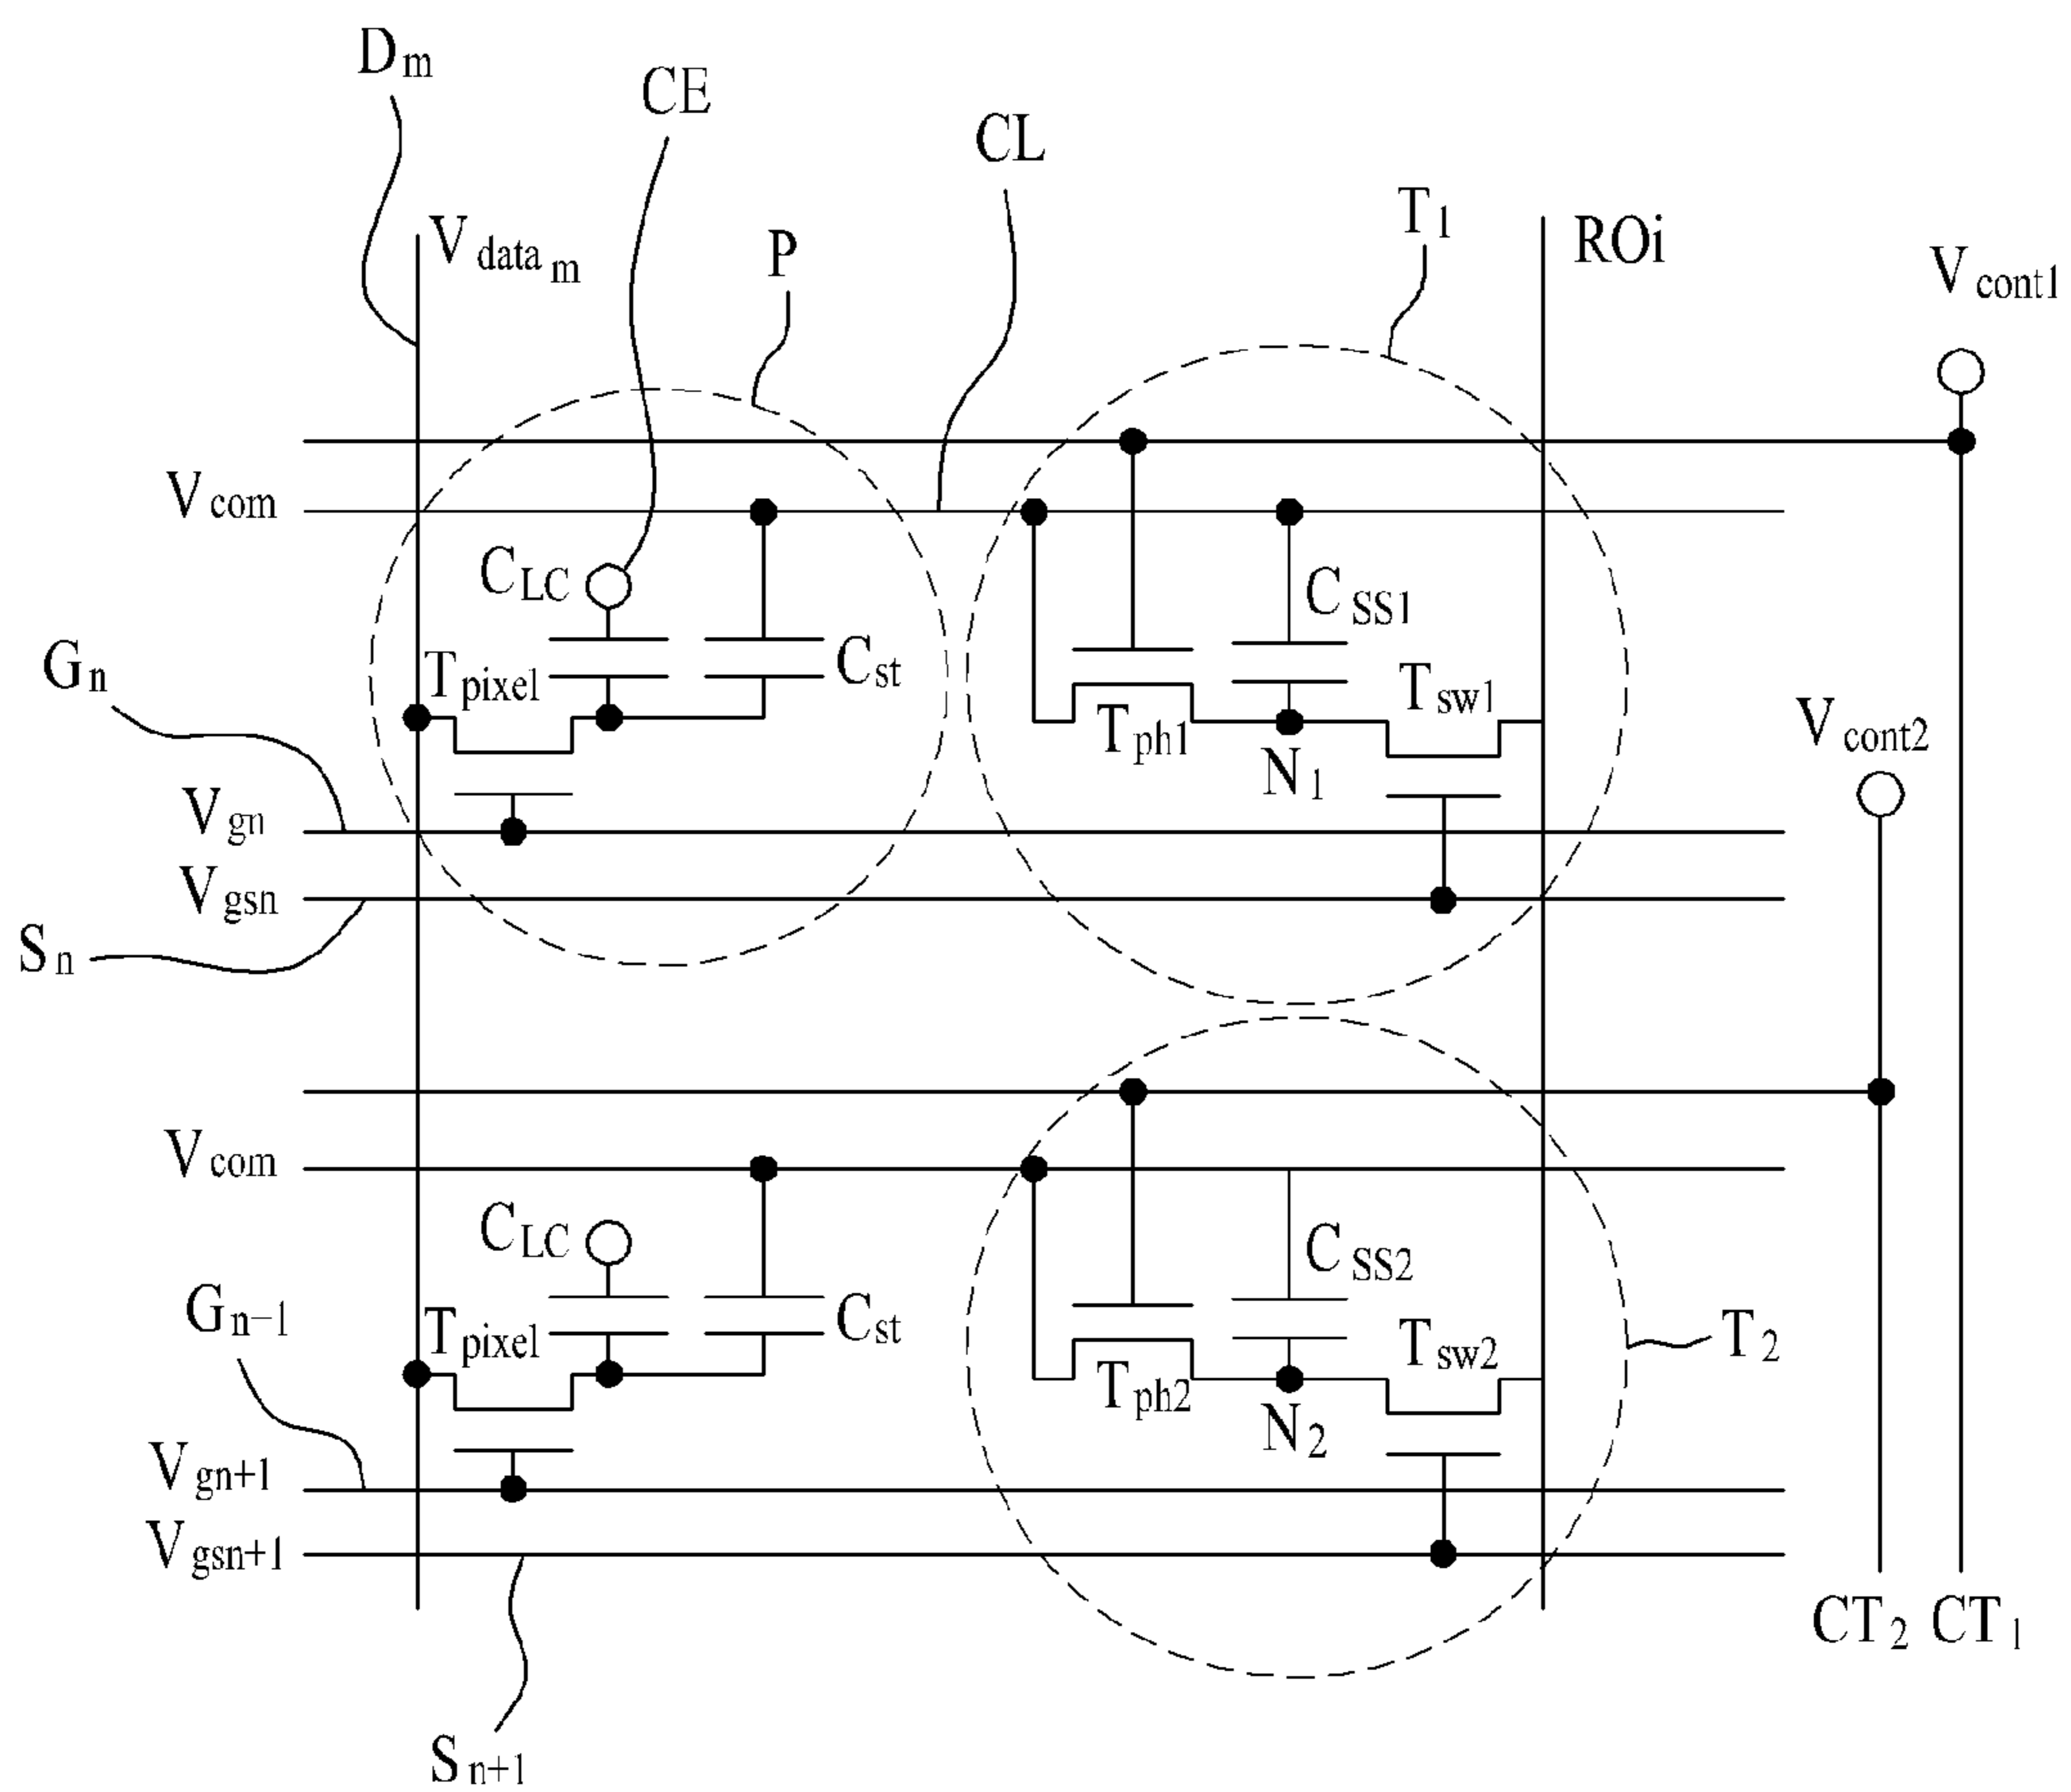 Dm
CE
CL
T1
Vdatam
P
ROi
Vcont1
Vcom
CLC
CSS1
Gn
Tpixel
Cst
Tsw1
Tph1
Vcont2
N1
Vgn
Vgsn
Sn
Vcom
CLC
CSS2
Gn-1
Tpixel
Cst
Tsw2
T2
Tph2
N2
Vgn+1
Vgsn+1
CT2 CT1
Sn+1